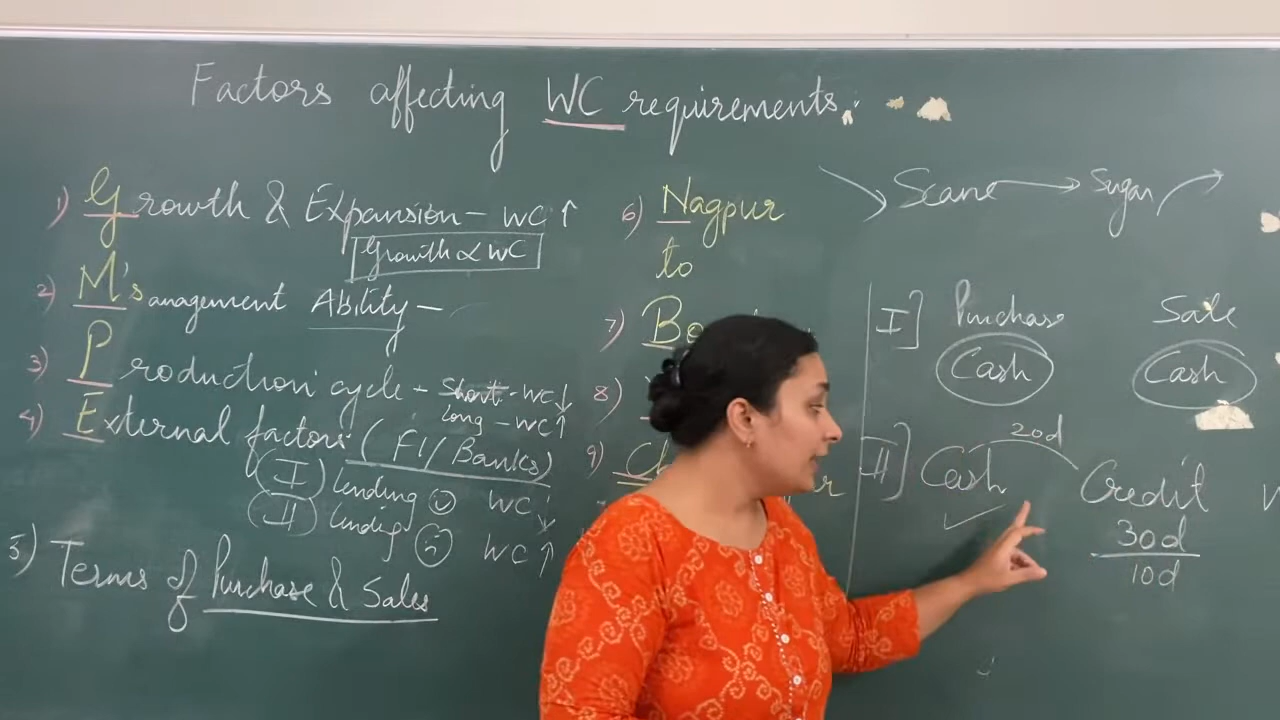 Factors affecting WC requirements.
1) Growth & Expansion - WC ↑
Growth ∝ WC
2) M's anagement Ability -
3) Production cycle - Short - WC ↓
Long - WC ↑
4) External factors: (FI/Banks)
(I) lending ☺ WC ↓
(II) lending ☹ WC ↑
5) Terms of Purchase & Sales
6) Nagpur
to
7)
8)
9)
Scane → Sugar
I] Purchase Sale
Cash Cash
II] Cash 20d Credit
30d
10d